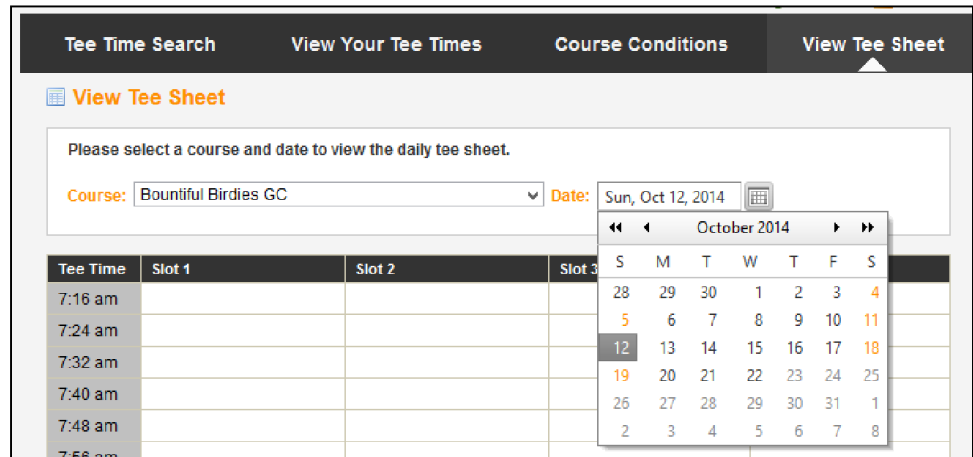 Tee Time Search View Your Tee Times Course Conditions View Tee Sheet
View Tee Sheet
Please select a course and date to view the daily tee sheet.
Course: Bountiful Birdies GC Date: Sun, Oct 12, 2014
October 2014
S M T W T F S
28 29 30 1 2 3 4
5 6 7 8 9 10 11
12 13 14 15 16 17 18
19 20 21 22 23 24 25
26 27 28 29 30 31 1
2 3 4 5 6 7 8
Tee Time Slot 1 Slot 2 Slot 3
7:16 am
7:24 am
7:32 am
7:40 am
7:48 am
7:56 am